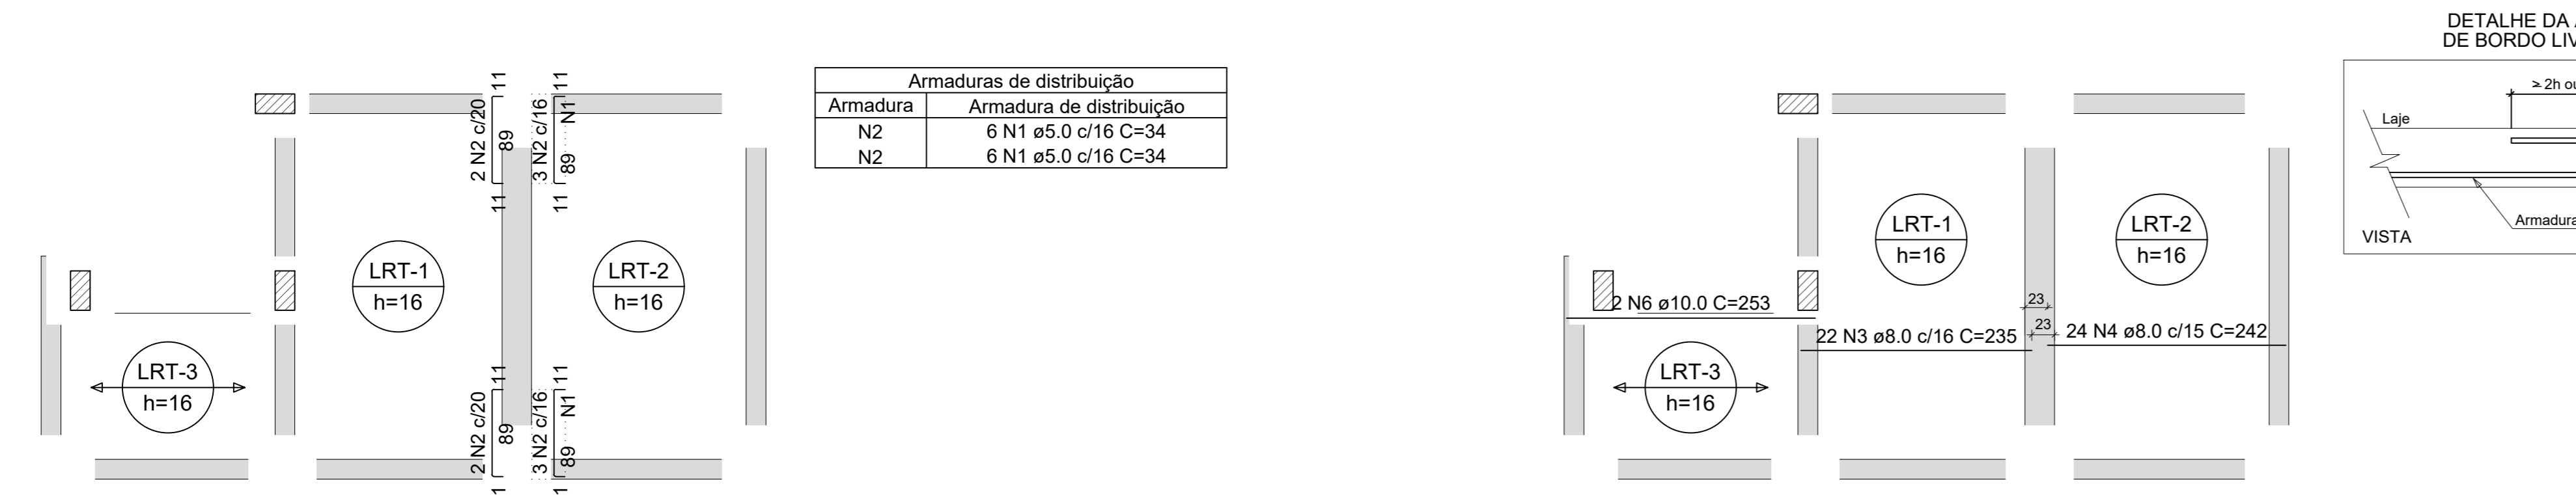 11
11
2 N2 c/20
89
11
3 N2 c/16
N1
89
11
Armaduras de distribuição
Armadura
Armadura de distribuição
N2
6 N1 ø5.0 c/16 C=34
N2
6 N1 ø5.0 c/16 C=34
LRT-1
h=16
LRT-2
h=16
LRT-3
h=16
11
11
2 N2 c/20
89
3 N2 c/16
N1
89
DETALHE DA
DE BORDO
≥ 2h ou
Laje
Armadura
VISTA
LRT-1
h=16
LRT-2
h=16
2 N6 ø10.0 C=253
23
23
22 N3 ø8.0 c/16 C=235
24 N4 ø8.0 c/15 C=242
LRT-3
h=16